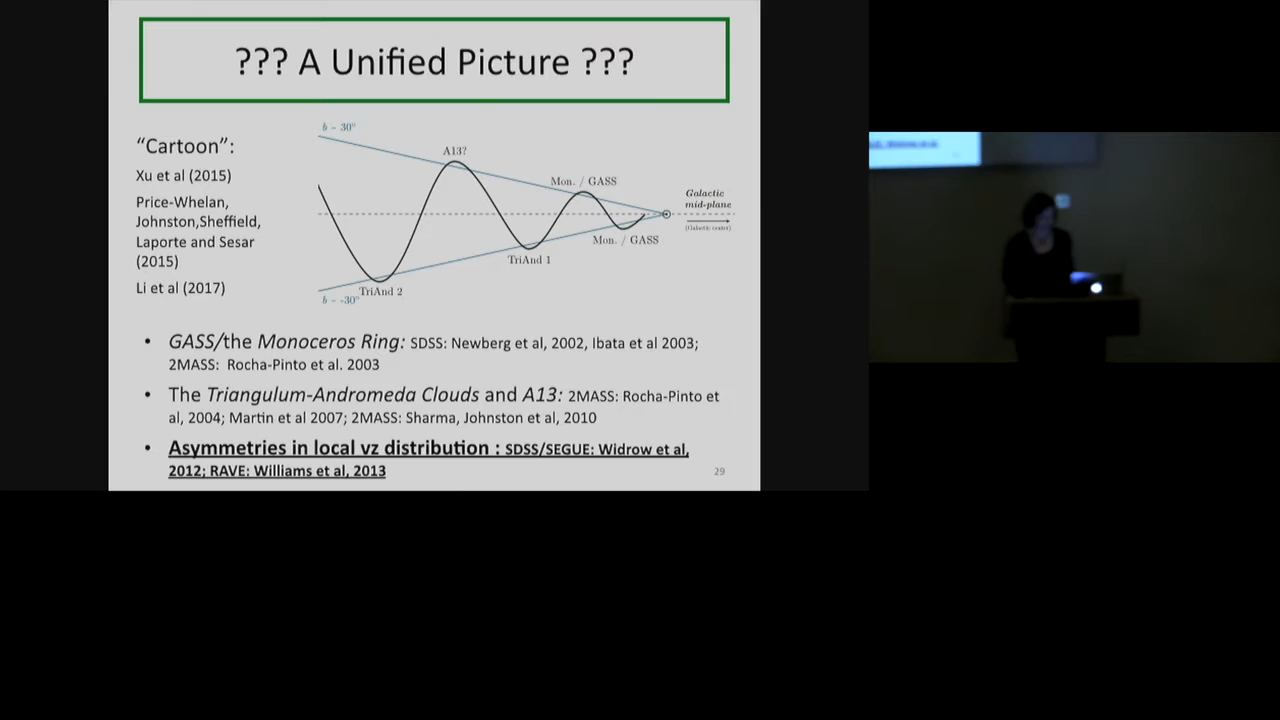 ??? A Unified Picture ???
“Cartoon”:
Xu et al (2015)
Price-Whelan,
Johnston,Sheffield,
Laporte and Sesar
(2015)
Li et al (2017)
b ~ 30°
A13?
Mon. / GASS
Galactic
mid-plane
(Galactic center)
Mon. / GASS
TriAnd 1
TriAnd 2
b ~ -30°
• GASS/the Monoceros Ring: SDSS: Newberg et al, 2002, Ibata et al 2003;
2MASS: Rocha-Pinto et al. 2003
• The Triangulum-Andromeda Clouds and A13: 2MASS: Rocha-Pinto et
al, 2004; Martin et al 2007; 2MASS: Sharma, Johnston et al, 2010
• Asymmetries in local vz distribution : SDSS/SEGUE: Widrow et al,
2012; RAVE: Williams et al, 2013
29